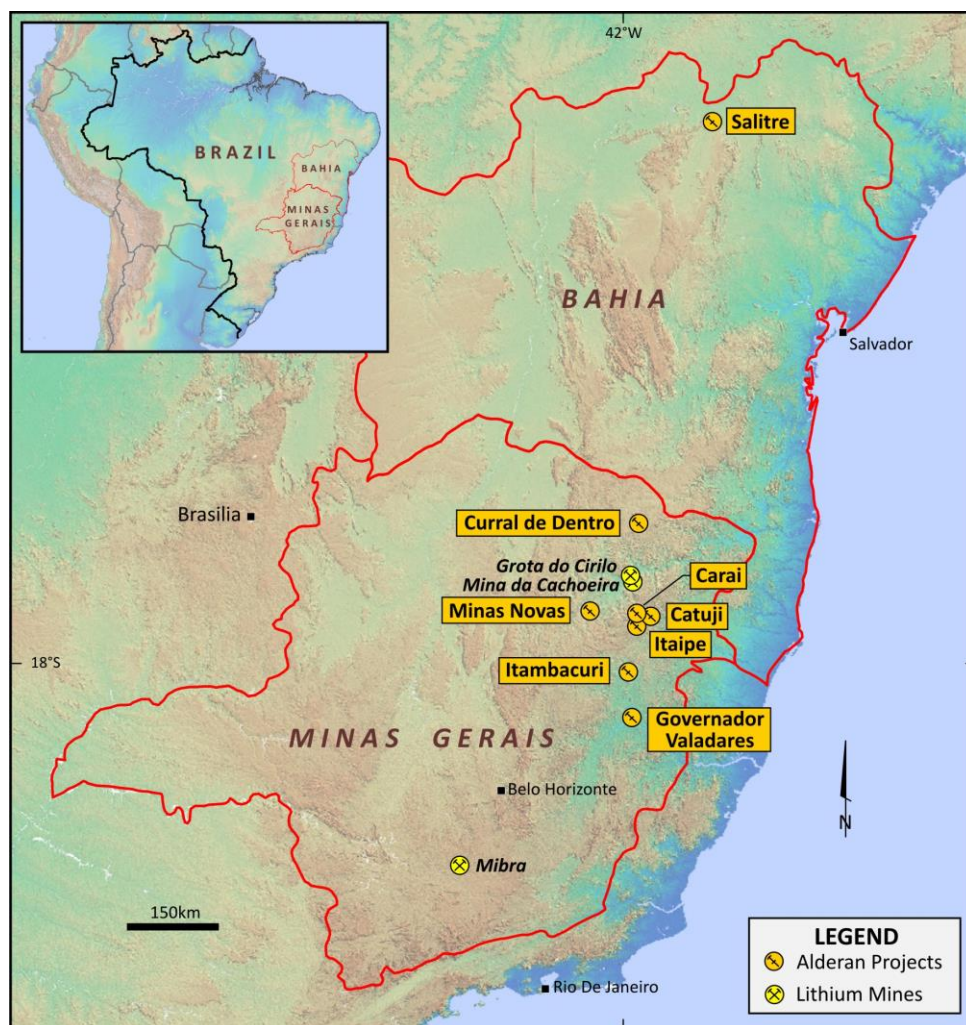 42°W
BRAZIL
BAHIA
MINAS
GERAIS
Salitre
BAHIA
Salvador
Brasilia
Curral de Dentro
Grota do Cirilo
Mina da Cachoeira
Carai
Minas Novas
Catuji
Itaipe
18°S
Itambacuri
Governador
Valadares
MINAS GERAIS
Belo Horizonte
N
Mibra
150km
LEGEND
Alderan Projects
Lithium Mines
Rio De Janeiro